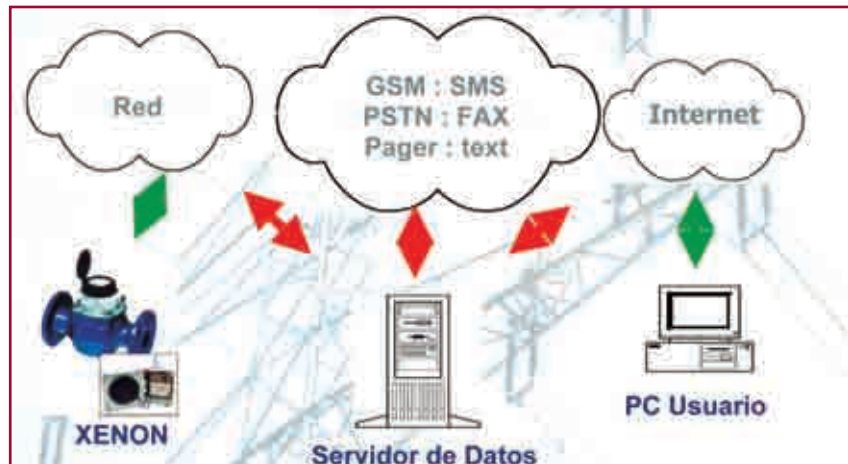 Red
GSM : SMS
PSTN : FAX
Pager : text
Internet
XENON
Servidor de Datos
PC Usuario